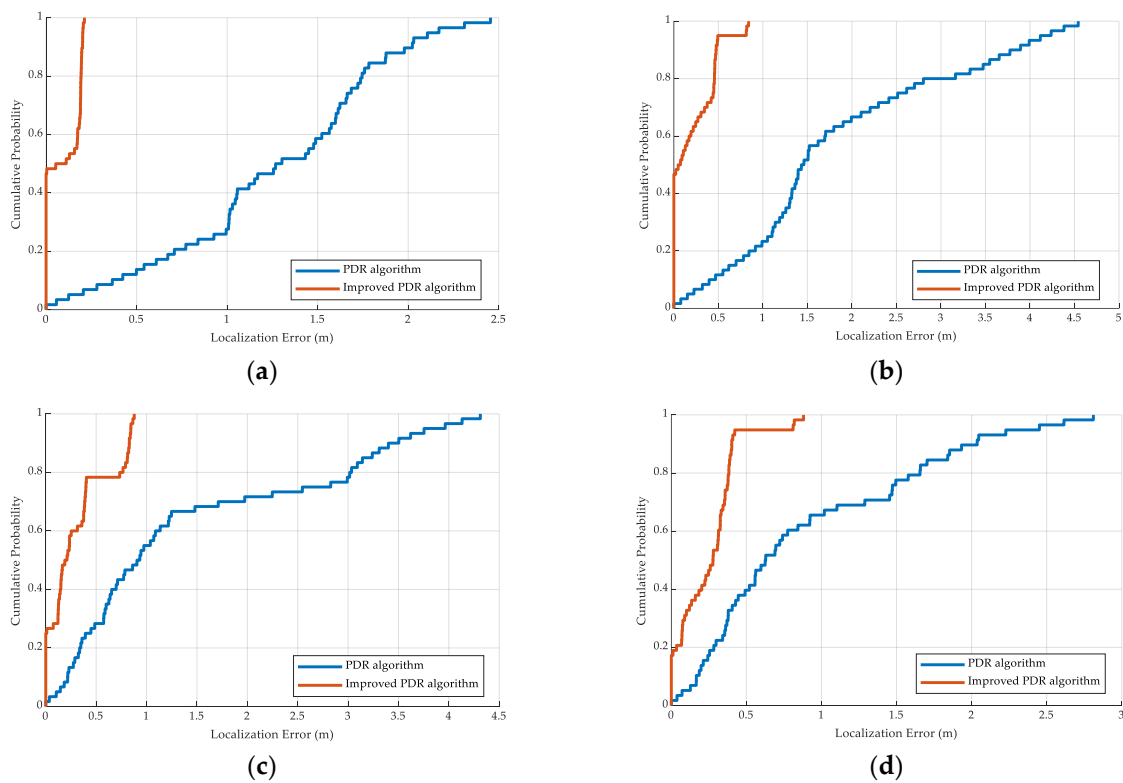 1
0.8
0.6
0.4
0.2
0
Cumulative Probability
0 0.5 1 1.5 2 2.5
Localization Error (m)
PDR algorithm
Improved PDR algorithm
(a)
1
0.8
0.6
0.4
0.2
0
Cumulative Probability
0 0.5 1 1.5 2 2.5 3 3.5 4 4.5 5
Localization Error (m)
PDR algorithm
Improved PDR algorithm
(b)
1
0.8
0.6
0.4
0.2
0
Cumulative Probability
0 0.5 1 1.5 2 2.5 3 3.5 4 4.5
Localization Error (m)
PDR algorithm
Improved PDR algorithm
(c)
1
0.8
0.6
0.4
0.2
0
Cumulative Probability
0 0.5 1 1.5 2 2.5 3
Localization Error (m)
PDR algorithm
Improved PDR algorithm
(d)